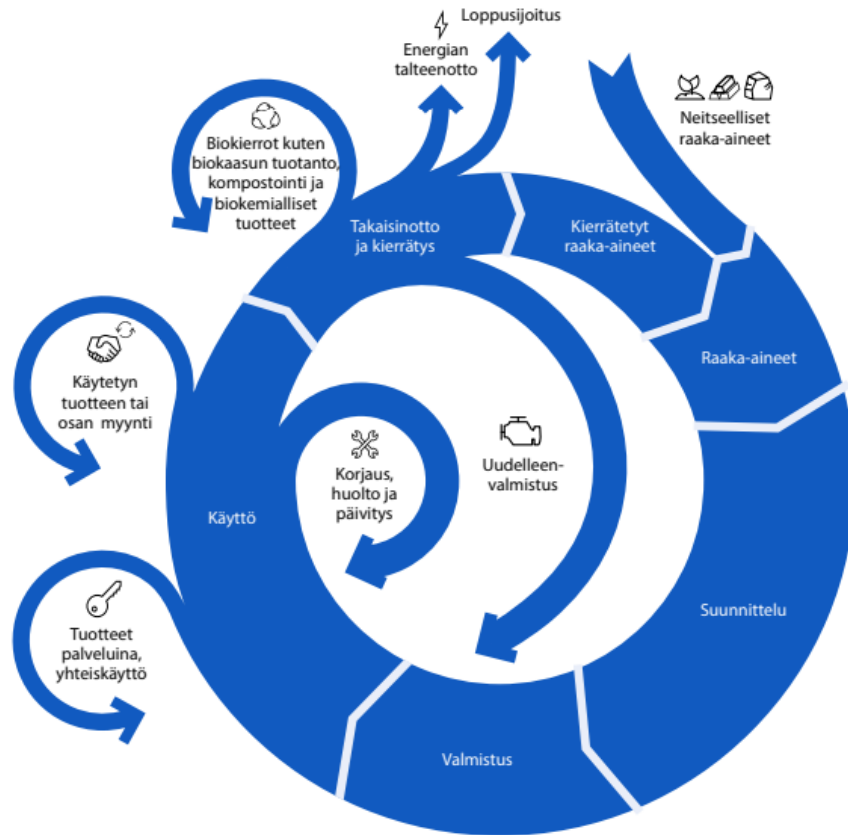 Loppusijoitus
Energian
talteenotto
Neitseelliset
raaka-aineet
Biokierrot kuten
biokaasun tuotanto,
kompostointi ja
biokemialliset
tuotteet
Takaisinotto
ja kierrätys
Kierrätetyt
raaka-aineet
Raaka-aineet
Käytetyn
tuotteen tai
osan myynti
Korjaus,
huolto ja
päivitys
Uudelleen-
valmistus
Käyttö
Suunnittelu
Tuotteet
palveluina,
yhteiskäyttö
Valmistus